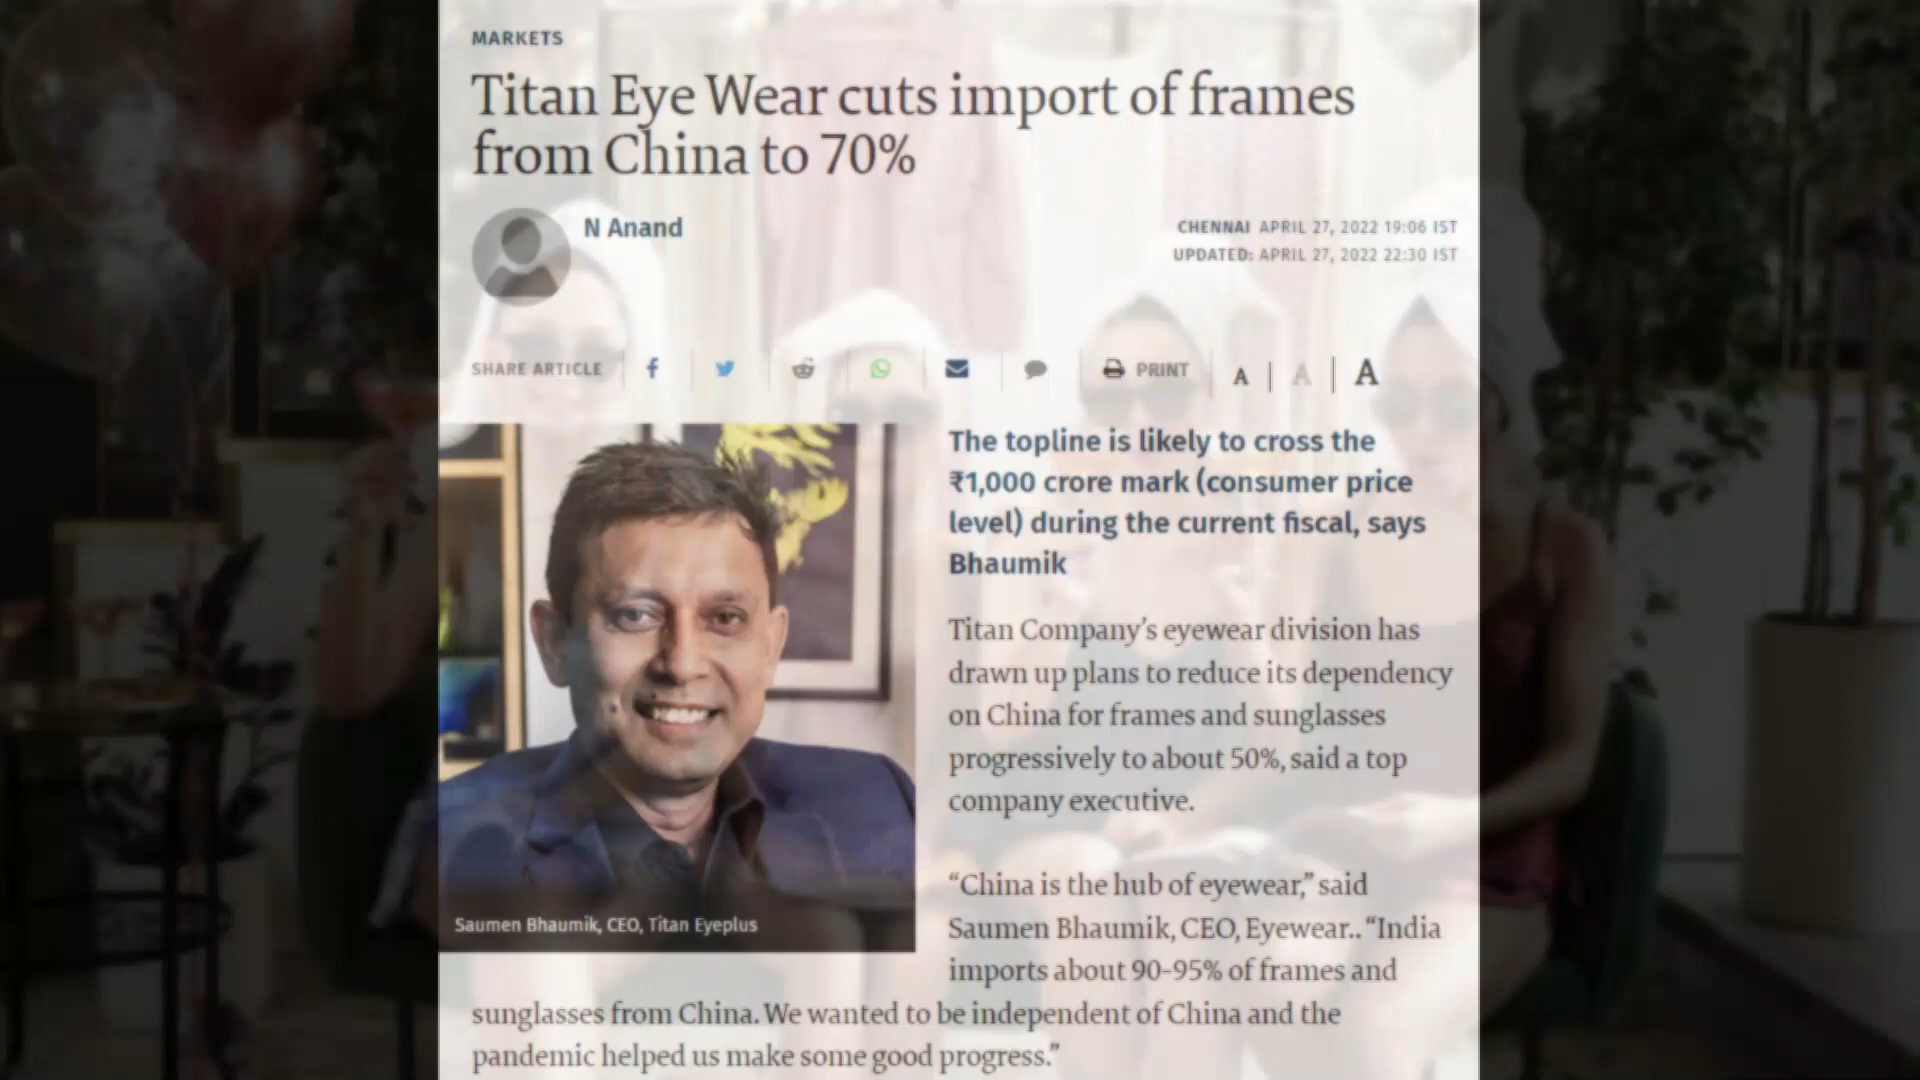 MARKETS
Titan Eye Wear cuts import of frames
from China to 70%
N Anand
CHENNAI APRIL 27, 2022 19:06 IST
UPDATED: APRIL 27, 2022 22:30 IST
SHARE ARTICLE
PRINT
A | A | A
The topline is likely to cross the
₹1,000 crore mark (consumer price
level) during the current fiscal, says
Bhaumik
Titan Company’s eyewear division has
drawn up plans to reduce its dependency
on China for frames and sunglasses
progressively to about 50%, said a top
company executive.
“China is the hub of eyewear,” said
Saumen Bhaumik, CEO, Eyewear.. “India
imports about 90-95% of frames and
sunglasses from China. We wanted to be independent of China and the
pandemic helped us make some good progress.”
Saumen Bhaumik, CEO, Titan Eyeplus